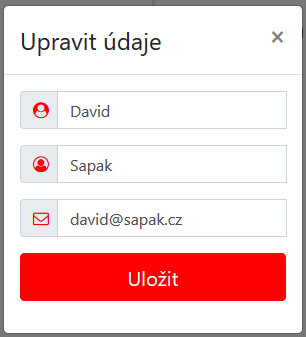 Upravit údaje ×
David
Sapak
david@sapak.cz
Uložit